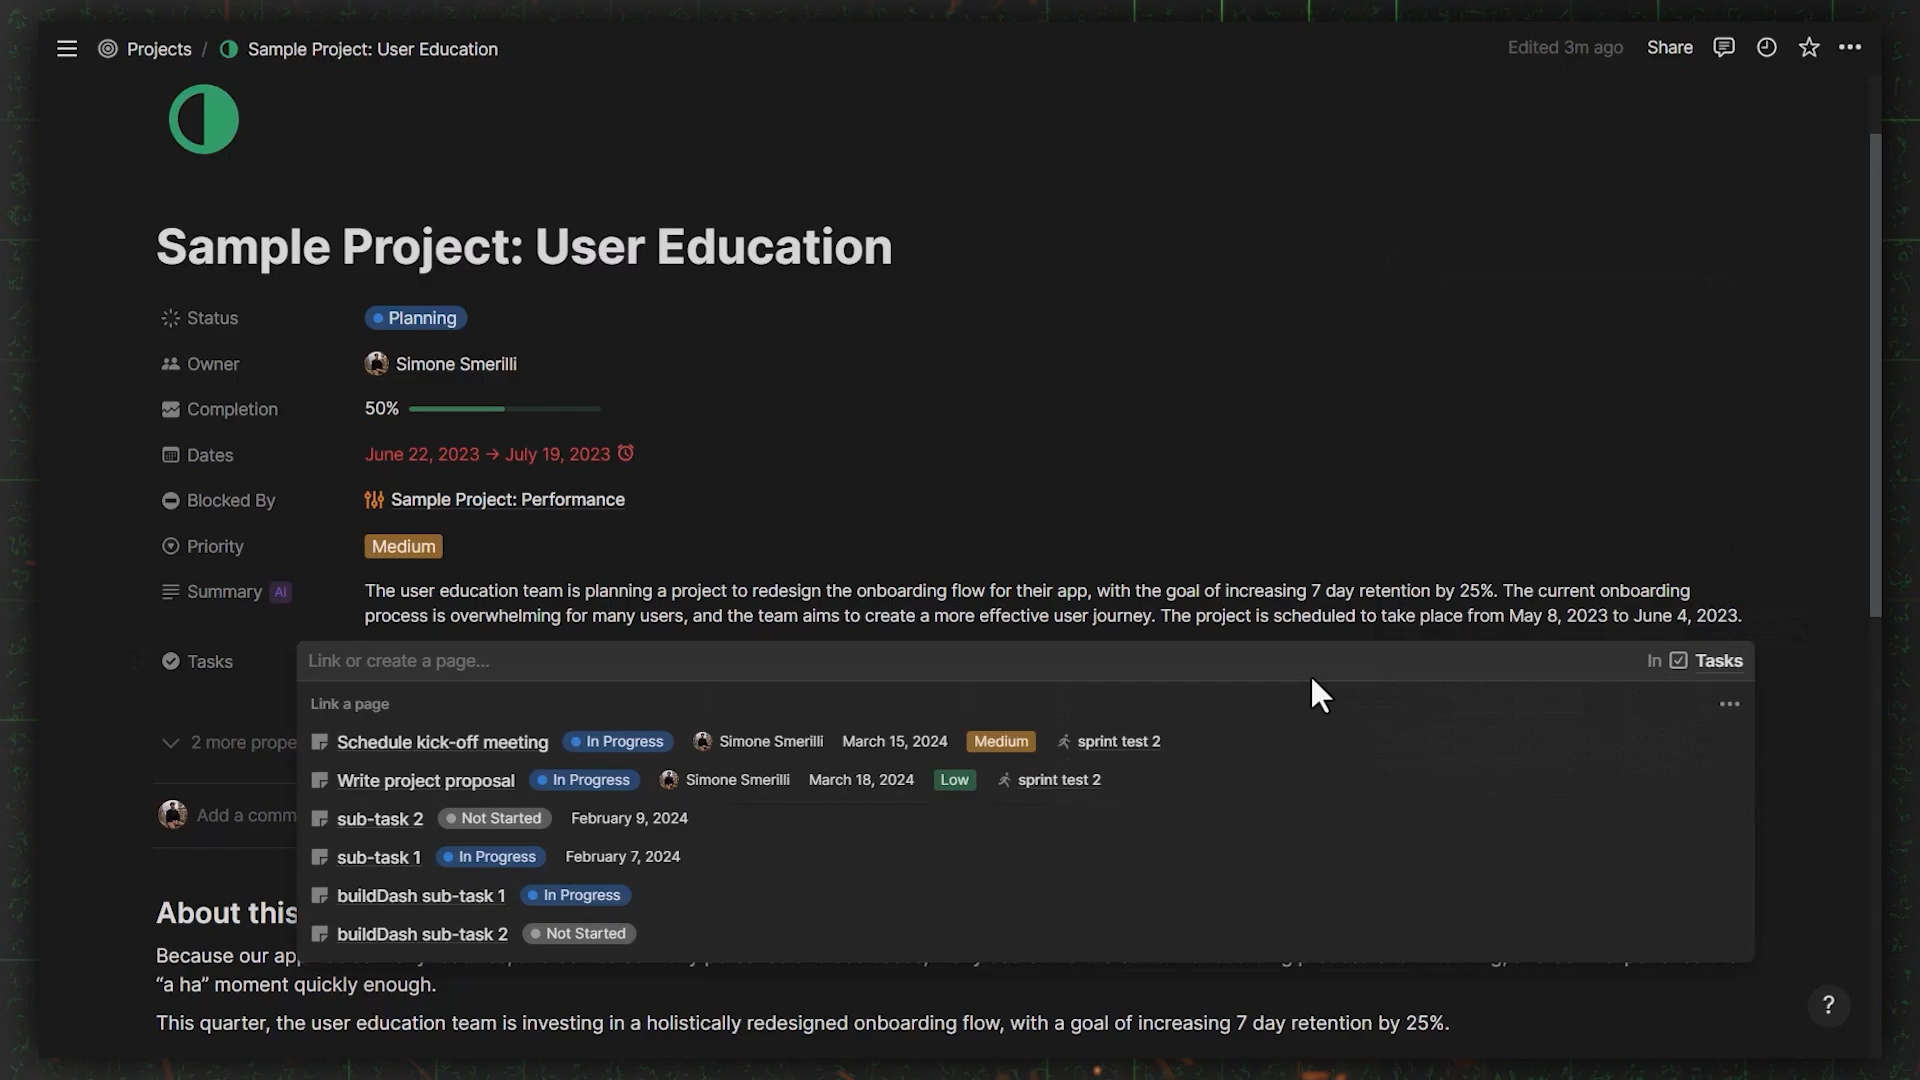 Projects / Sample Project: User Education
Edited 3m ago Share
Sample Project: User Education
Status Planning
Owner Simone Smerilli
Completion 50%
Dates June 22, 2023 → July 19, 2023
Blocked By Sample Project: Performance
Priority Medium
Summary AI The user education team is planning a project to redesign the onboarding flow for their app, with the goal of increasing 7 day retention by 25%. The current onboarding
process is overwhelming for many users, and the team aims to create a more effective user journey. The project is scheduled to take place from May 8, 2023 to June 4, 2023.
Tasks Link or create a page... In Tasks
Link a page
2 more prope
Schedule kick-off meeting In Progress Simone Smerilli March 15, 2024 Medium sprint test 2
Write project proposal In Progress Simone Smerilli March 18, 2024 Low sprint test 2
Add a comm
sub-task 2 Not Started February 9, 2024
sub-task 1 In Progress February 7, 2024
buildDash sub-task 1 In Progress
About this
buildDash sub-task 2 Not Started
Because our ap
“a ha” moment quickly enough.
This quarter, the user education team is investing in a holistically redesigned onboarding flow, with a goal of increasing 7 day retention by 25%.
?